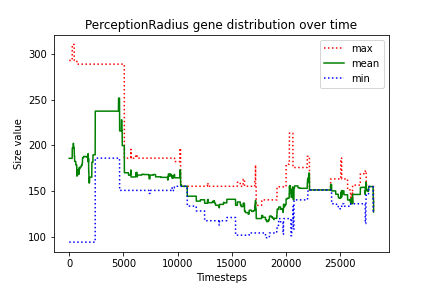 PerceptionRadius gene distribution over time
max
mean
min
Size value
300
250
200
150
100
0
5000
10000
15000
20000
25000
Timesteps